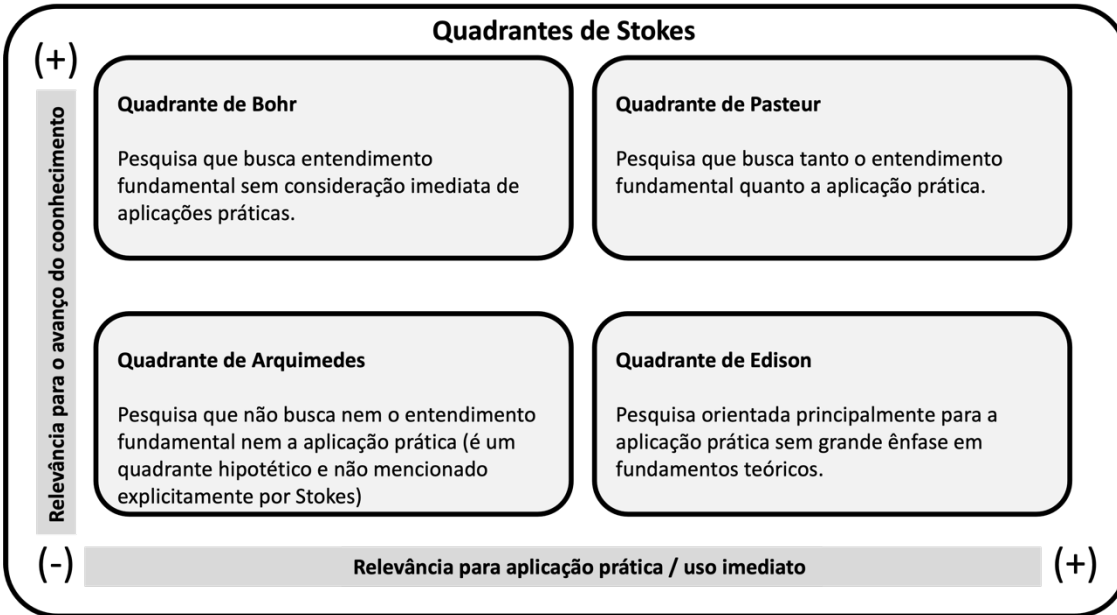 Quadrantes de Stokes
(+)
Relevância para o avanço do coonhecimento
Quadrante de Bohr
Pesquisa que busca entendimento
fundamental sem consideração imediata de
aplicações práticas.
Quadrante de Pasteur
Pesquisa que busca tanto o entendimento
fundamental quanto a aplicação prática.
Quadrante de Arquimedes
Pesquisa que não busca nem o entendimento
fundamental nem a aplicação prática (é um
quadrante hipotético e não mencionado
explicitamente por Stokes)
Quadrante de Edison
Pesquisa orientada principalmente para a
aplicação prática sem grande ênfase em
fundamentos teóricos.
(-)
Relevância para aplicação prática / uso imediato
(+)